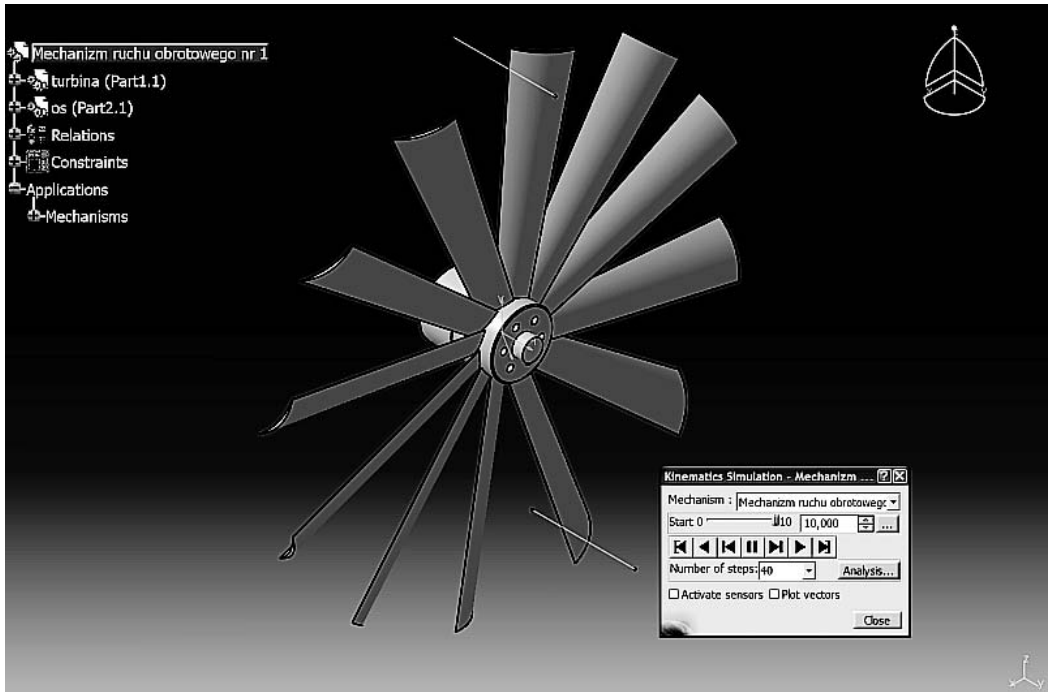 Mechanizm ruchu obrotowego nr 1
turbina (Part1.1)
os (Part2.1)
Relations
Constraints
Applications
Mechanisms
Kinematics Simulation - Mechanizm ...
Mechanism : Mechanizm ruchu obrotowego
Start 0 10 10,000 ...
Number of steps: 40 Analysis...
Activate sensors Plot vectors
Close
z
x y